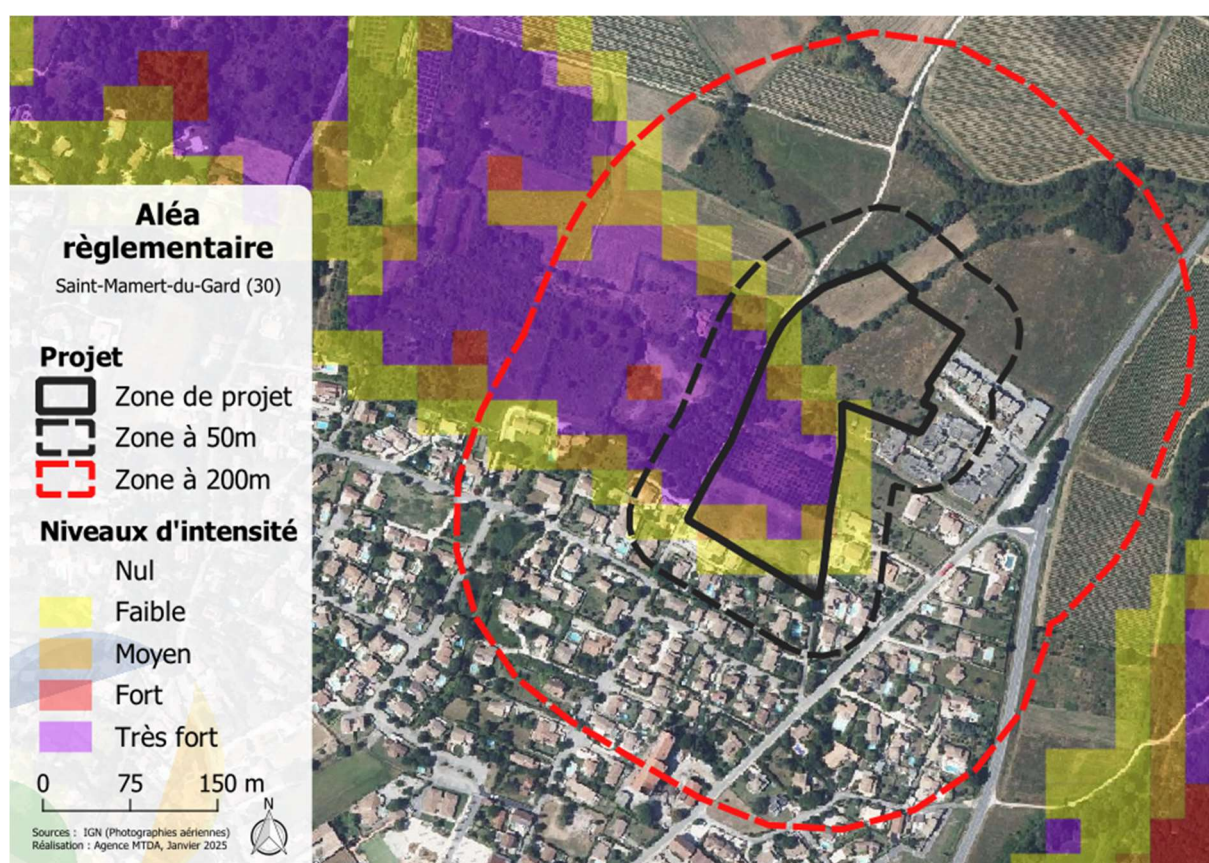 Aléa
règlementaire
Saint-Mamert-du-Gard (30)
Projet
Zone de projet
Zone à 50m
Zone à 200m
Niveaux d'intensité
Nul
Faible
Moyen
Fort
Très fort
0 75 150 m
N
Sources : IGN (Photographies aériennes)
Réalisation : Agence MTDA, Janvier 2025